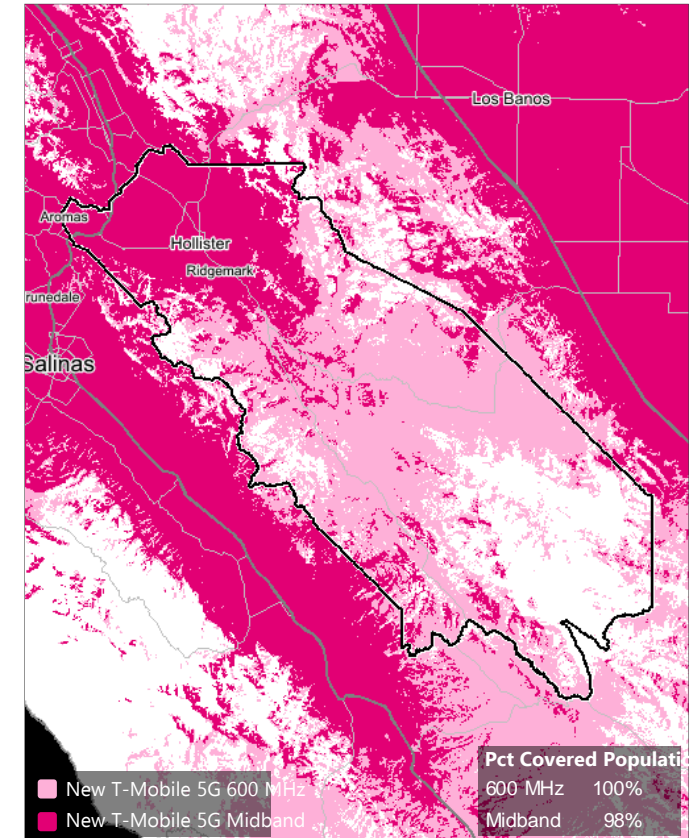 Los Banos
Aromas
Hollister
Ridgemark
runedale
Salinas
Pct Covered Populati
600 MHz 100%
Midband 98%
New T-Mobile 5G 600 MHz
New T-Mobile 5G Midband